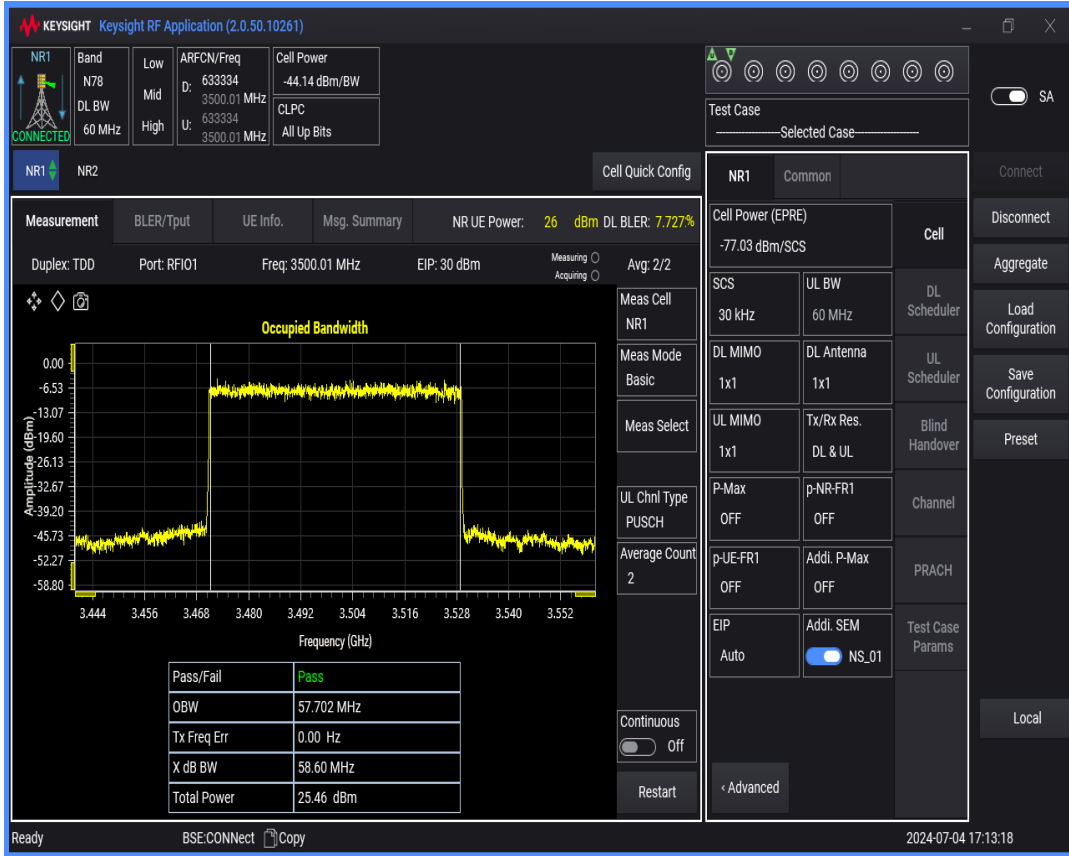 KEYSIGHT Keysight RF Application (2.0.50.10261)
NR1
CONNECTED
Band
N78
DL BW
60 MHz
Low
Mid
High
ARFCN/Freq
D: 633334
3500.01 MHz
U: 633334
3500.01 MHz
Cell Power
-44.14 dBm/BW
CLPC
All Up Bits
Test Case
--------------------Selected Case------------------
SA
NR1
NR2
Cell Quick Config
Measurement
BLER/Tput
UE Info.
Msg. Summary
NR UE Power: 26 dBm DL BLER: 7.727%
Duplex: TDD
Port: RFIO1
Freq: 3500.01 MHz
EIP: 30 dBm
Measuring
Acquiring
Avg: 2/2
Occupied Bandwidth
Amplitude (dBm)
0.00
-6.53
-13.07
-19.60
-26.13
-32.67
-39.20
-45.73
-52.27
-58.80
3.444 3.456 3.468 3.480 3.492 3.504 3.516 3.528 3.540 3.552
Frequency (GHz)
Pass/Fail Pass
OBW 57.702 MHz
Tx Freq Err 0.00 Hz
X dB BW 58.60 MHz
Total Power 25.46 dBm
Meas Cell
NR1
Meas Mode
Basic
Meas Select
UL Chnl Type
PUSCH
Average Count
2
Continuous
Off
Restart
NR1
Common
Cell Power (EPRE)
-77.03 dBm/SCS
SCS
30 kHz
UL BW
60 MHz
DL MIMO
1x1
DL Antenna
1x1
UL MIMO
1x1
Tx/Rx Res.
DL & UL
P-Max
OFF
p-NR-FR1
OFF
p-UE-FR1
OFF
Addi. P-Max
OFF
EIP
Auto
Addi. SEM
NS_01
‹ Advanced
Cell
DL
Scheduler
UL
Scheduler
Blind
Handover
Channel
PRACH
Test Case
Params
Connect
Disconnect
Aggregate
Load
Configuration
Save
Configuration
Preset
Local
Ready
BSE:CONNect
Copy
2024-07-04 17:13:18